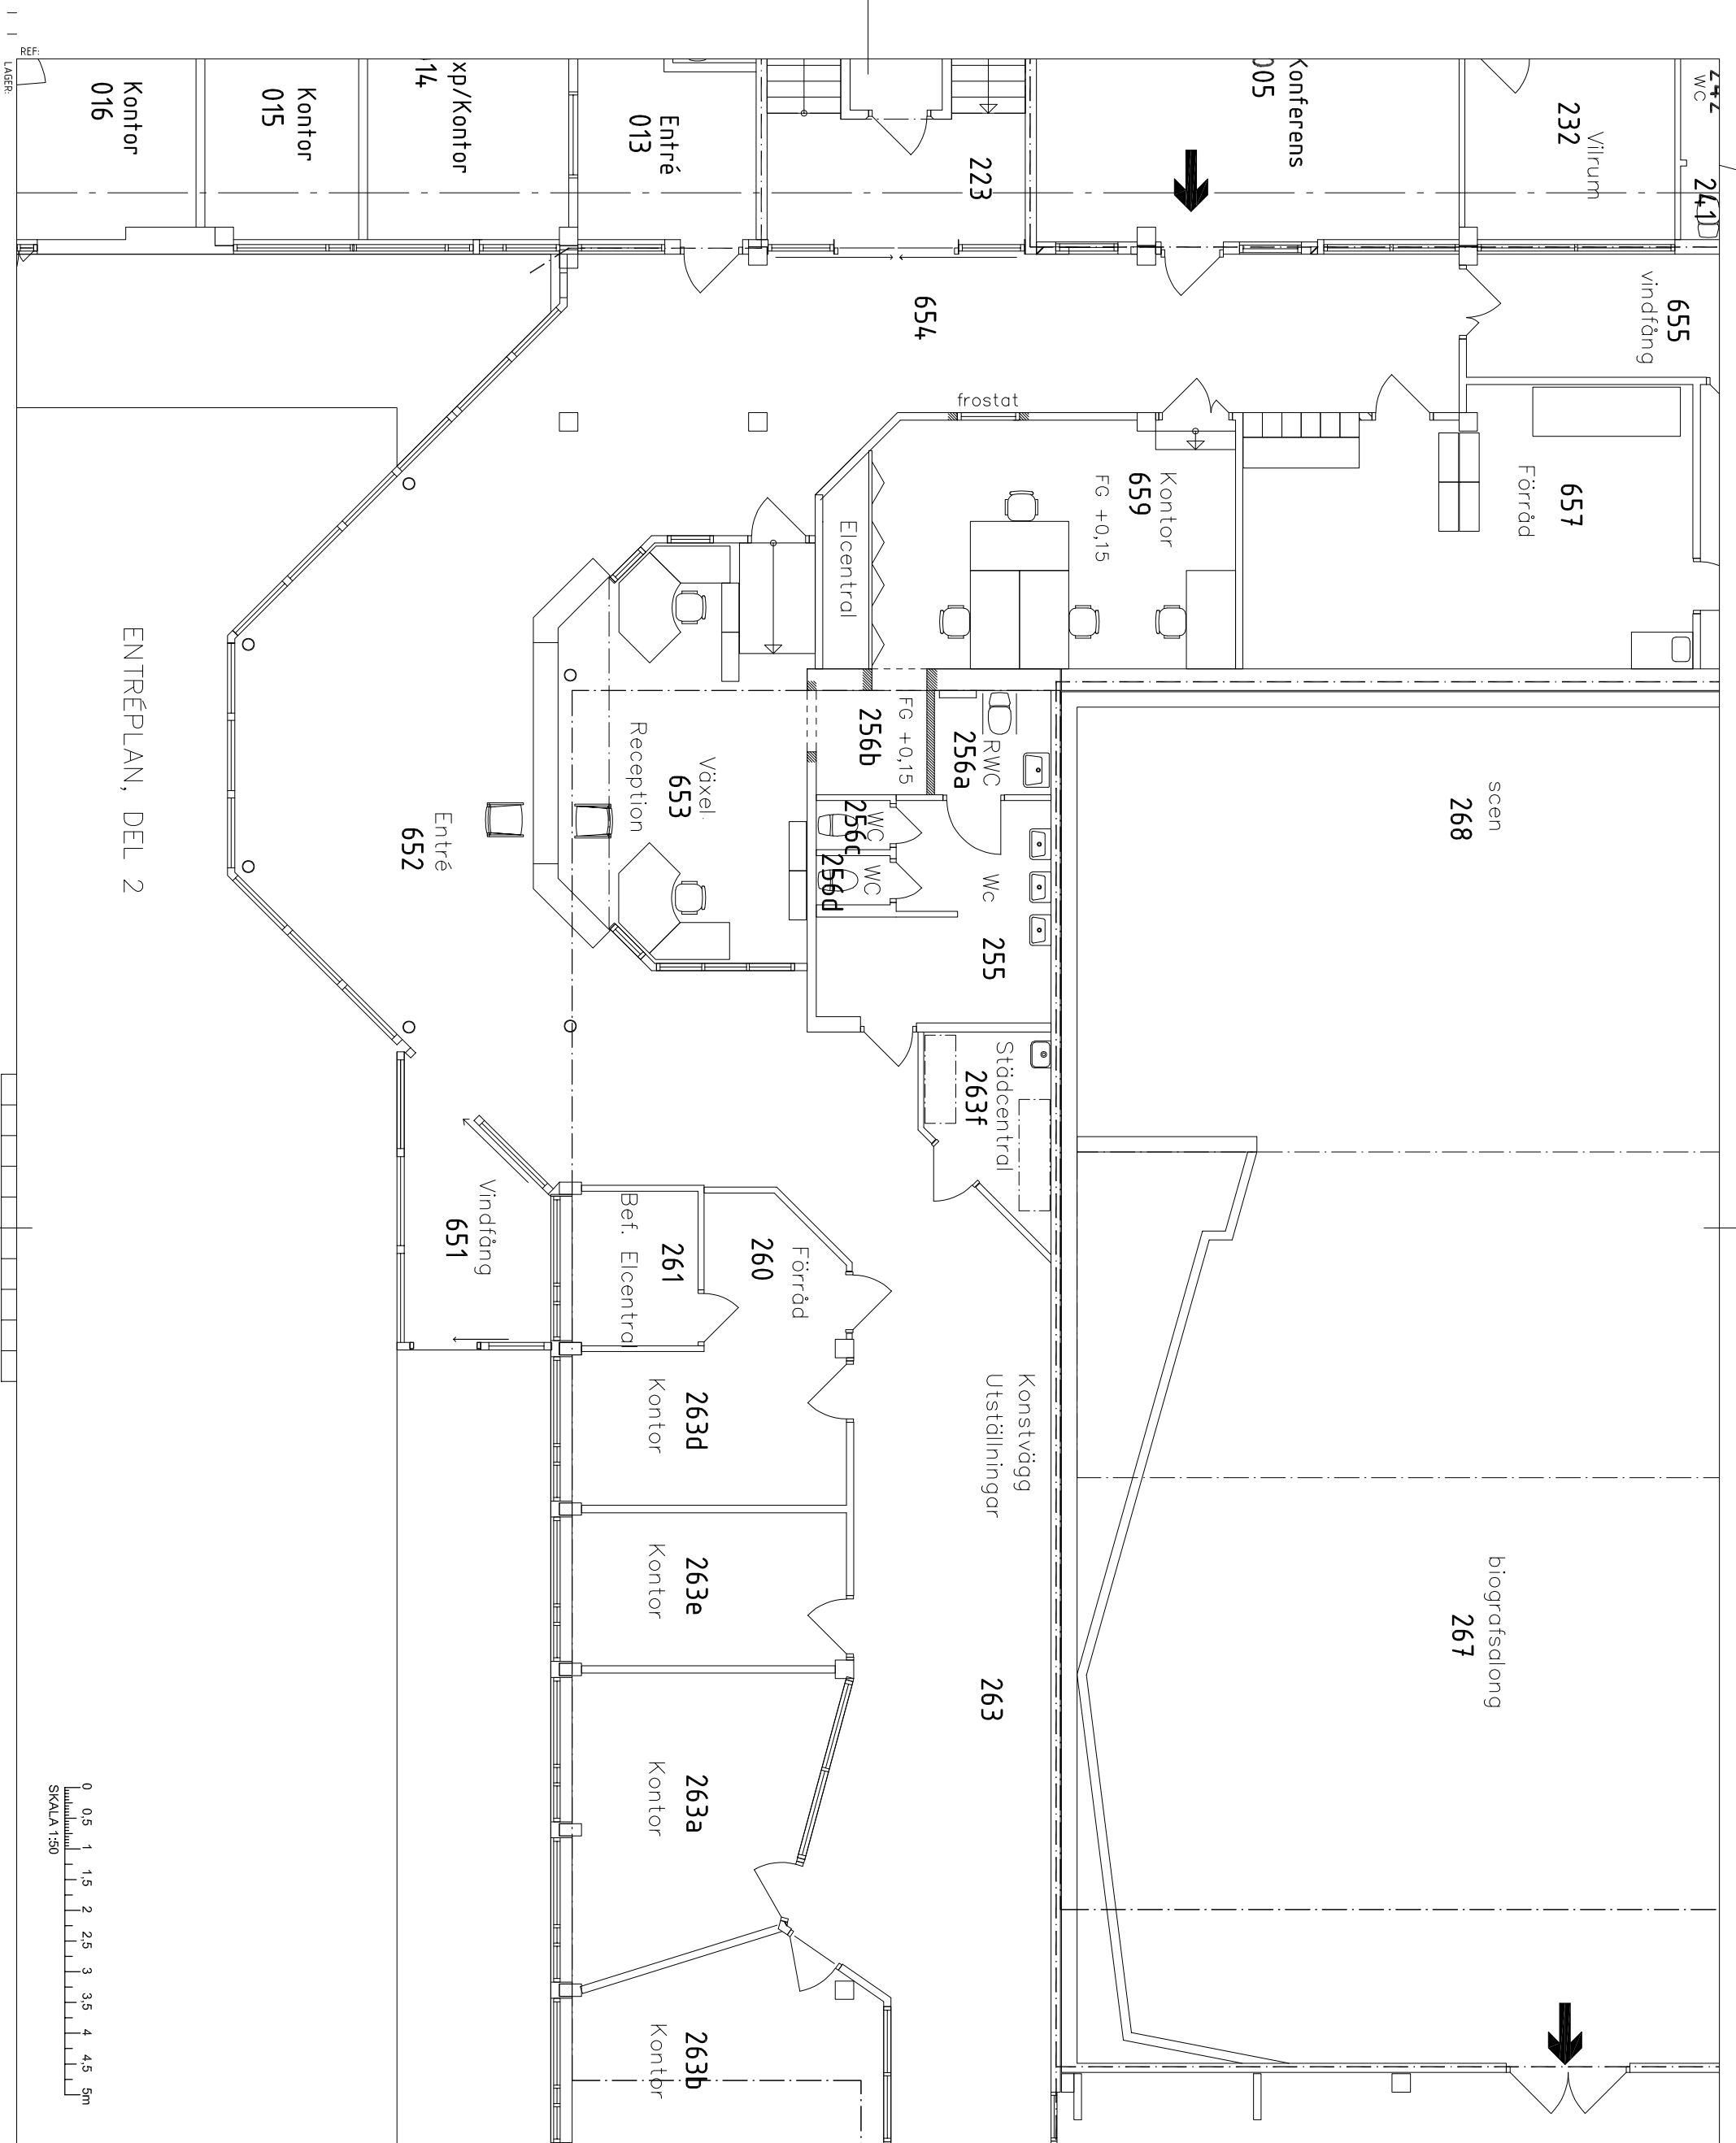 REF:
LAGER:
Kontor
016
Kontor
015
xp/Kontor
14
Entré
013
223
Konferens
005
Vilrum
232
WC
241
654
655
vindfång
frostat
Kontor
659
FG +0,15
657
Förråd
Elcentral
FG +0,15
256b
RWC
256a
WC
256c
WC
256d
Wc
255
Växel
653
Reception
Entré
652
scen
268
ENTRÉPLAN, DEL 2
Städcentral
263f
Vindfång
651
Bef. Elcentral
261
Förråd
260
263d
Kontor
Konstvägg
Utställningar
263e
Kontor
263
biografsalong
267
263a
Kontor
263b
Kontor
0 0,5 1 1,5 2 2,5 3 3,5 4 4,5 5m
SKALA 1:50